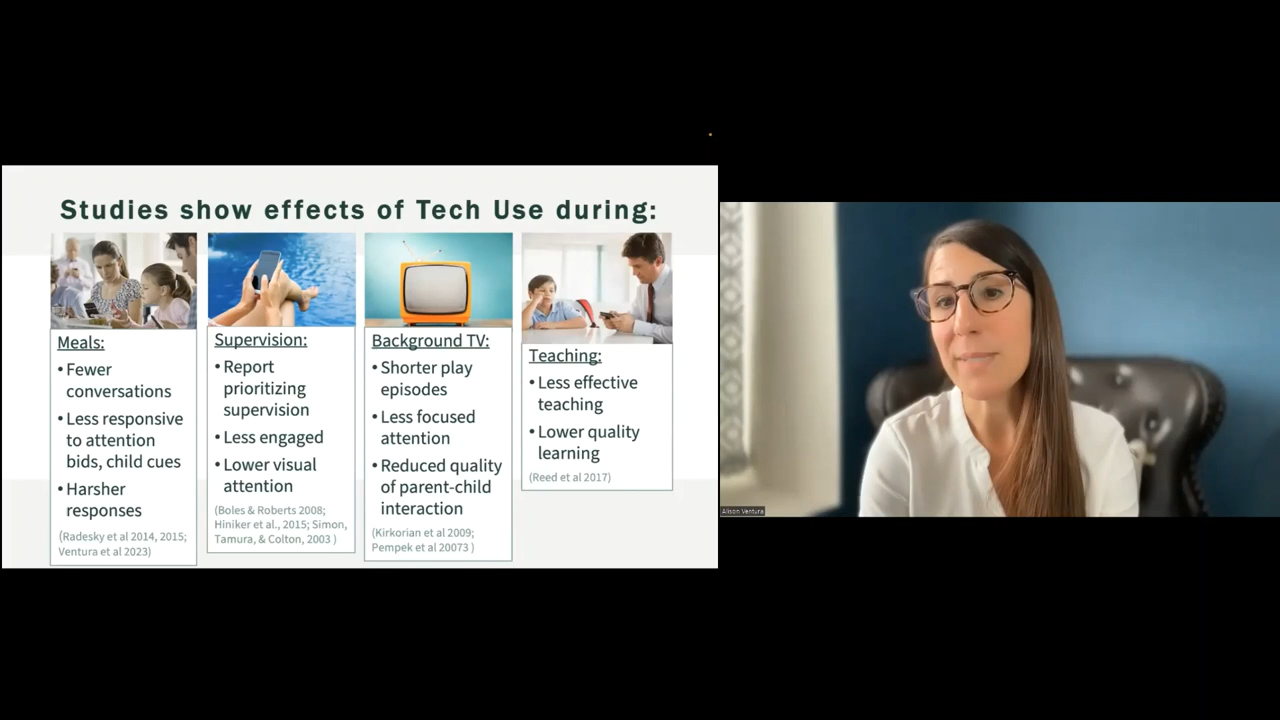 Studies show effects of Tech Use during:
Meals:
• Fewer
conversations
• Less responsive
to attention
bids, child cues
• Harsher
responses
(Radesky et al 2014, 2015;
Ventura et al 2023)
Supervision:
• Report
prioritizing
supervision
• Less engaged
• Lower visual
attention
(Boles & Roberts 2008;
Hiniker et al., 2015; Simon,
Tamura, & Colton, 2003 )
Background TV:
• Shorter play
episodes
• Less focused
attention
• Reduced quality
of parent-child
interaction
(Kirkorian et al 2009;
Pempek et al 20073 )
Teaching:
• Less effective
teaching
• Lower quality
learning
(Reed et al 2017)
Alison Ventura